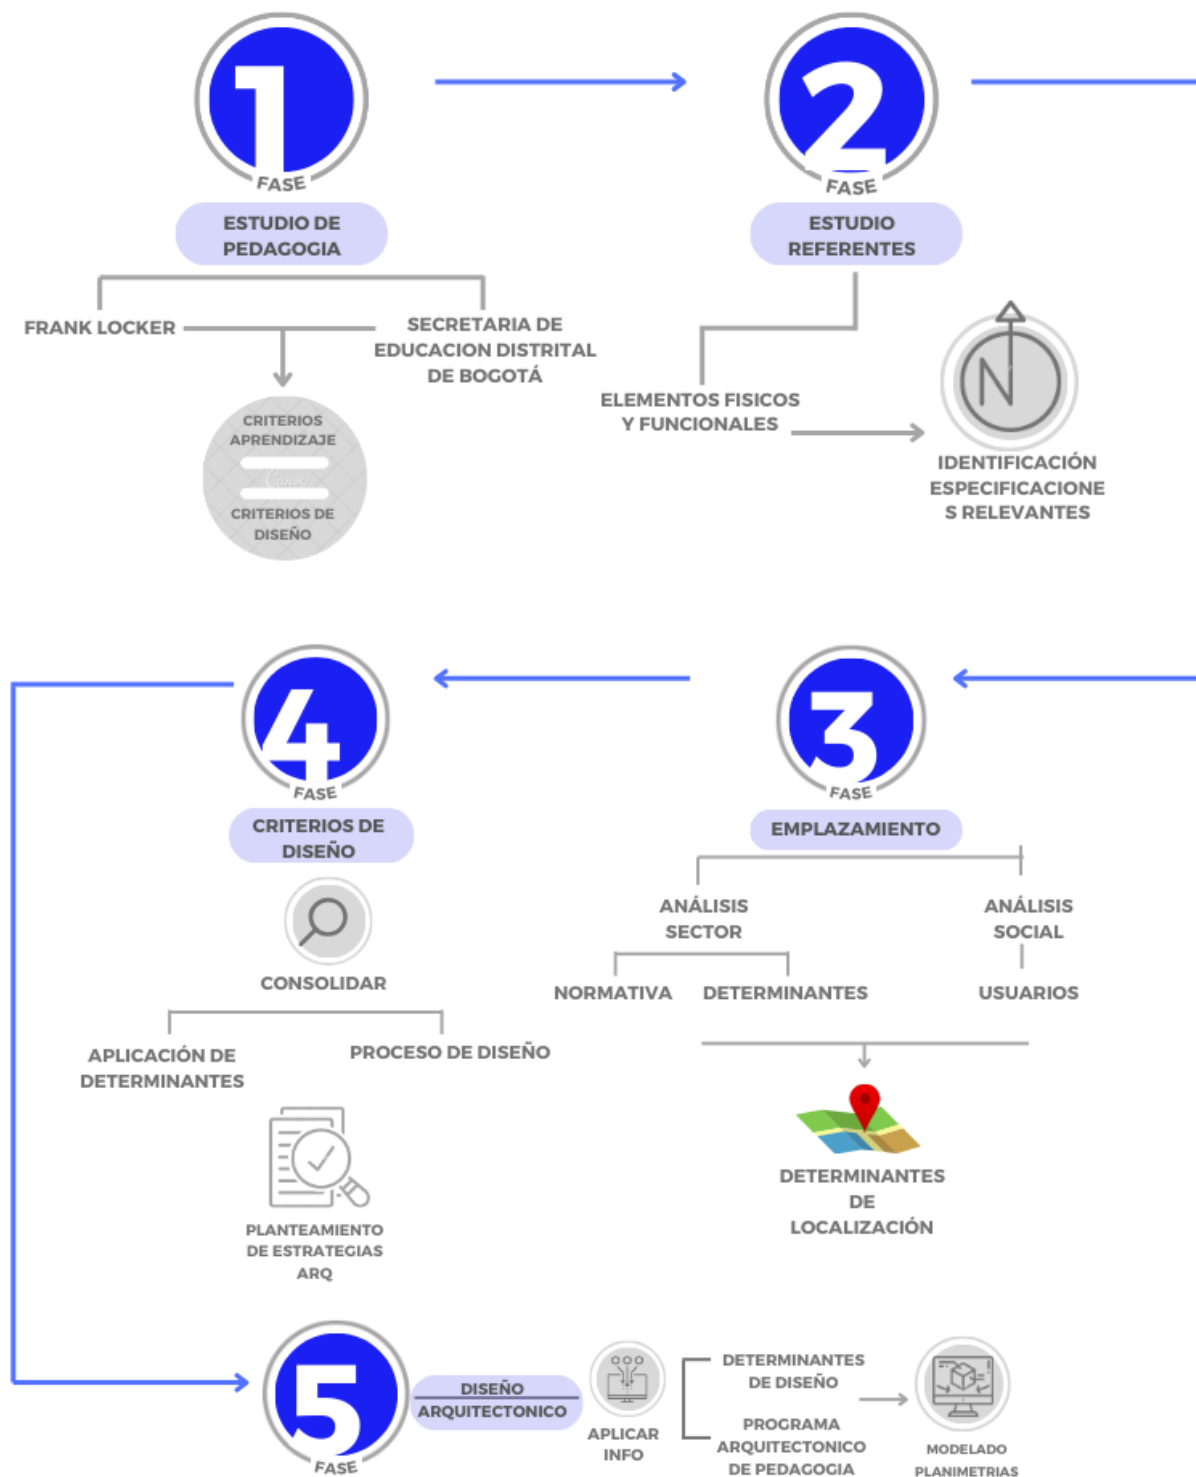 1
FASE
ESTUDIO DE
PEDAGOGIA
FRANK LOCKER
SECRETARIA DE
EDUCACION DISTRITAL
DE BOGOTÁ
CRITERIOS
APRENDIZAJE
Canva
CRITERIOS DE
DISEÑO
2
FASE
ESTUDIO
REFERENTES
ELEMENTOS FISICOS
Y FUNCIONALES
N
IDENTIFICACIÓN
ESPECIFICACIONE
S RELEVANTES
3
FASE
EMPLAZAMIENTO
ANÁLISIS
SECTOR
ANÁLISIS
SOCIAL
NORMATIVA
DETERMINANTES
USUARIOS
DETERMINANTES
DE
LOCALIZACIÓN
4
FASE
CRITERIOS DE
DISEÑO
CONSOLIDAR
APLICACIÓN DE
DETERMINANTES
PROCESO DE DISEÑO
PLANTEAMIENTO
DE ESTRATEGIAS
ARQ
5
FASE
DISEÑO
ARQUITECTONICO
APLICAR
INFO
DETERMINANTES
DE DISEÑO
PROGRAMA
ARQUITECTONICO
DE PEDAGOGIA
MODELADO
PLANIMETRIAS